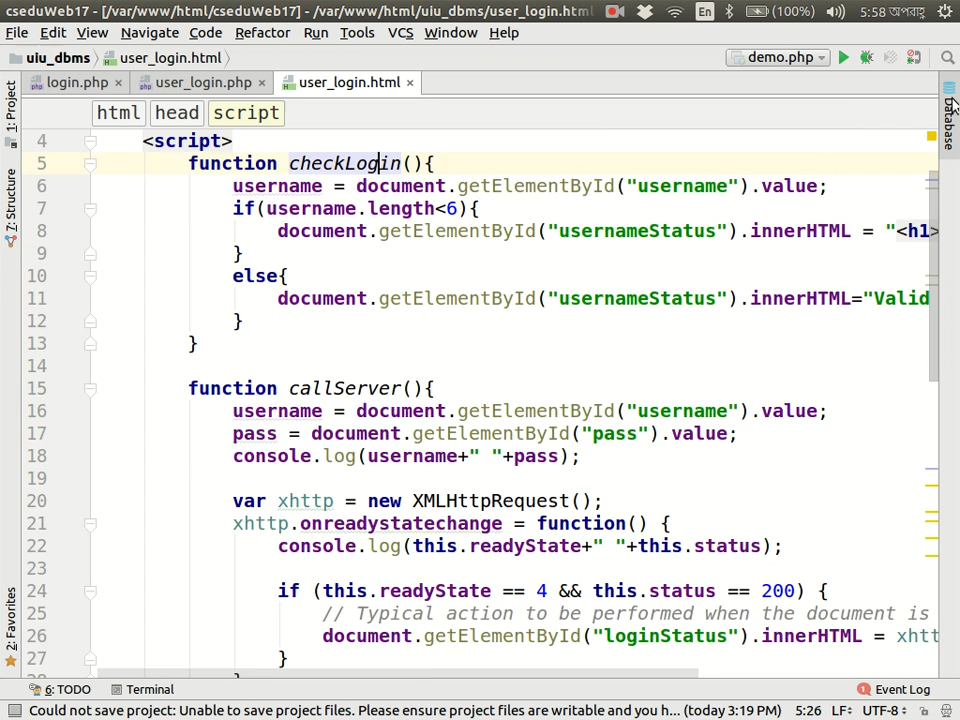 cseduWeb17 - [/var/www/html/cseduWeb17] - /var/www/html/uiu_dbms/user_login.html
En (100%) 5:58 অপরাহ্ণ
File Edit View Navigate Code Refactor Run Tools VCS Window Help
uiu_dbms user_login.html demo.php
login.php × user_login.php × user_login.html ×
html head script
1: Project
7: Structure
2: Favorites
Database
4 <script>
5 function checkLogin(){
6 username = document.getElementById("username").value;
7 if(username.length<6){
8 document.getElementById("usernameStatus").innerHTML = "<h1>
9 }
10 else{
11 document.getElementById("usernameStatus").innerHTML="Valid
12 }
13 }
14
15 function callServer(){
16 username = document.getElementById("username").value;
17 pass = document.getElementById("pass").value;
18 console.log(username+" "+pass);
19
20 var xhttp = new XMLHttpRequest();
21 xhttp.onreadystatechange = function() {
22 console.log(this.readyState+" "+this.status);
23
24 if (this.readyState == 4 && this.status == 200) {
25 // Typical action to be performed when the document is
26 document.getElementById("loginStatus").innerHTML = xhtt
27 }
6: TODO Terminal 1 Event Log
Could not save project: Unable to save project files. Please ensure project files are writable and you h... (today 3:19 PM) 5:26 LF UTF-8